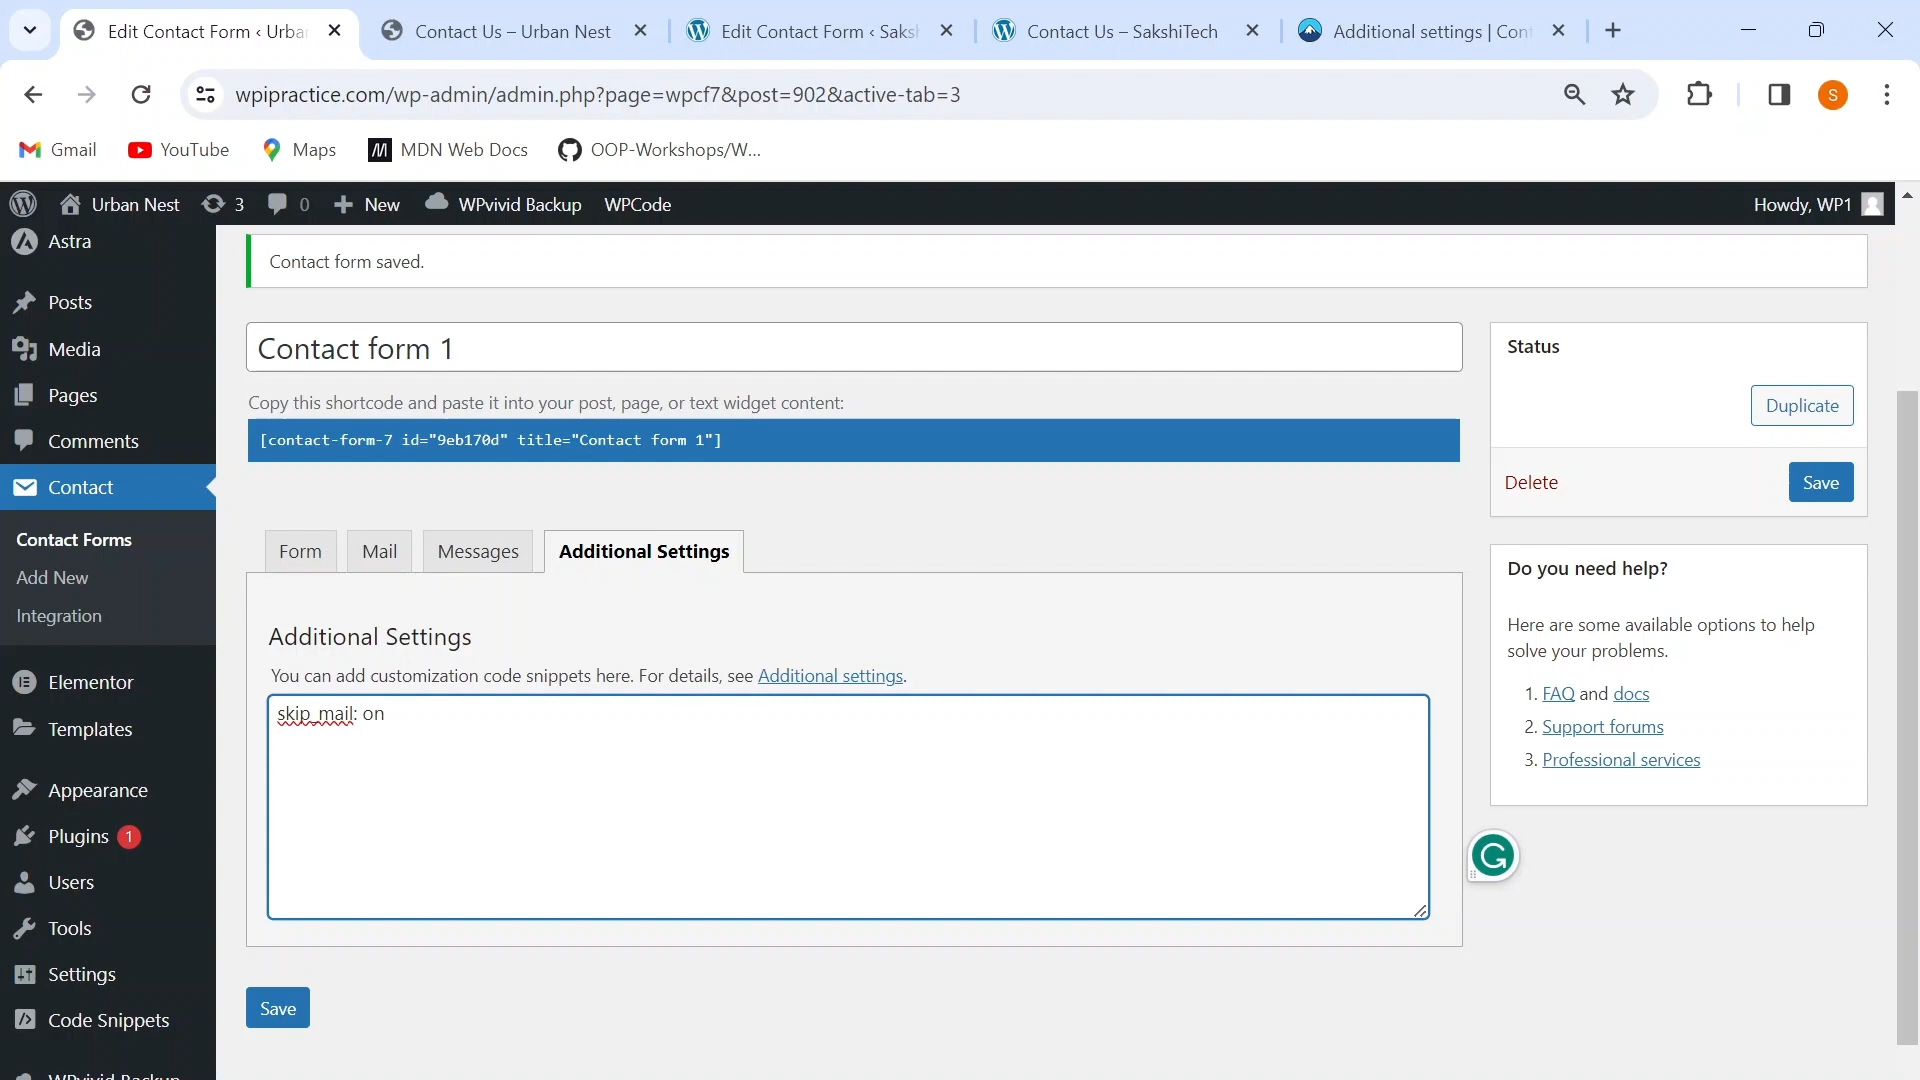 Edit Contact Form ‹ Urba
Contact Us – Urban Nest
Edit Contact Form ‹ Saks
Contact Us – SakshiTech
Additional settings | Con
wpipractice.com/wp-admin/admin.php?page=wpcf7&post=902&active-tab=3
S
Gmail
YouTube
Maps
MDN Web Docs
OOP-Workshops/W...
Urban Nest
3
0
New
WPvivid Backup
WPCode
Howdy, WP1
Astra
Posts
Media
Pages
Comments
Contact
Contact Forms
Add New
Integration
Elementor
Templates
Appearance
Plugins 1
Users
Tools
Settings
Code Snippets
WPvivid Backup
Contact form saved.
Contact form 1
Copy this shortcode and paste it into your post, page, or text widget content:
[contact-form-7 id="9eb170d" title="Contact form 1"]
Form
Mail
Messages
Additional Settings
Additional Settings
You can add customization code snippets here. For details, see Additional settings.
skip_mail: on
Save
Status
Duplicate
Delete
Save
Do you need help?
Here are some available options to help
solve your problems.
1. FAQ and docs
2. Support forums
3. Professional services